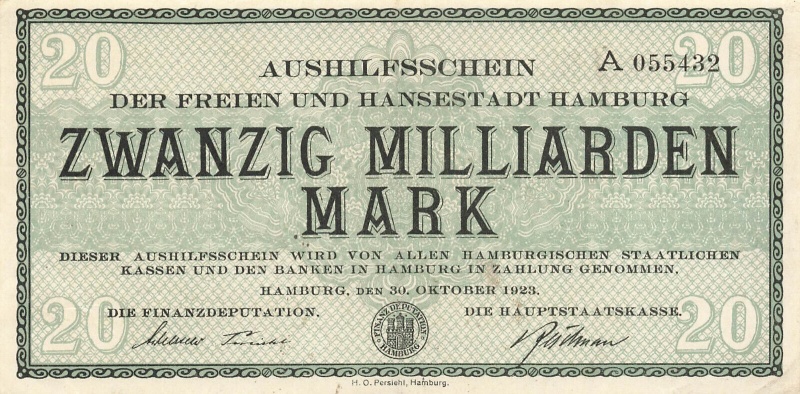 20 20
AUSHILFSSCHEIN A 055432
DER FREIEN UND HANSESTADT HAMBURG
ZWANZIG MILLIARDEN
MARK
DIESER AUSHILFSSCHEIN WIRD VON ALLEN HAMBURGISCHEN STAATLICHEN
KASSEN UND DEN BANKEN IN HAMBURG IN ZAHLUNG GENOMMEN.
HAMBURG, DEN 30. OKTOBER 1923.
DIE FINANZDEPUTATION. DIE HAUPTSTAATSKASSE.
FINANZDEPUTATION HAMBURG
20 20
H. O. Persiehl, Hamburg.